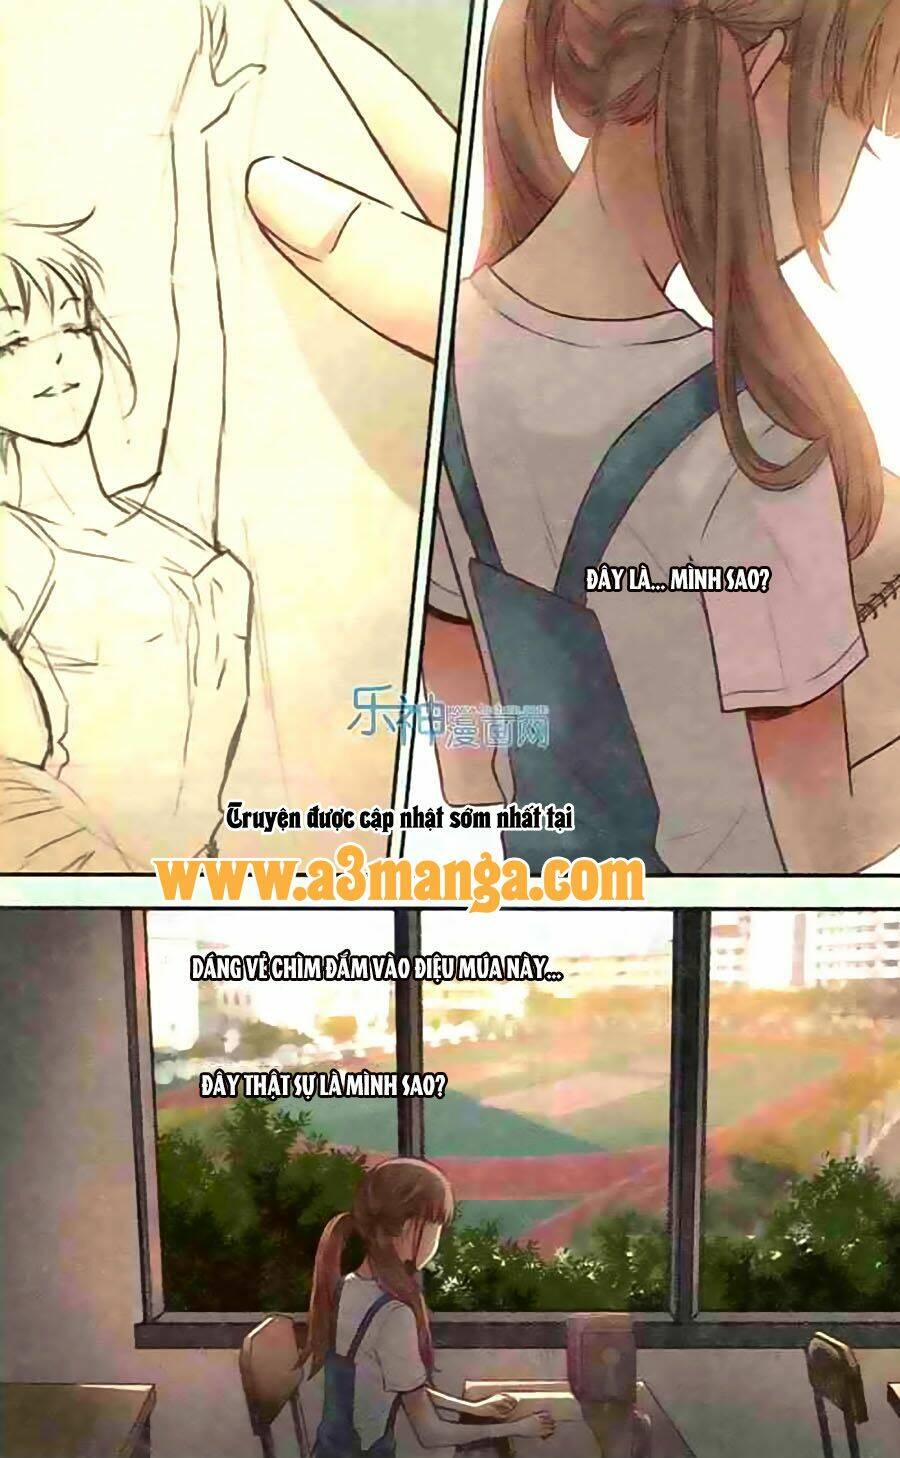 ĐÂY LÀ... MÌNH SAO?
乐神漫画网
Truyện được cập nhật sớm nhất tại
www.a3manga.com
DÁNG VẺ CHÌM ĐẮM VÀO ĐIỆU MÚA NÀY...
ĐÂY THẬT SỰ LÀ MÌNH SAO?